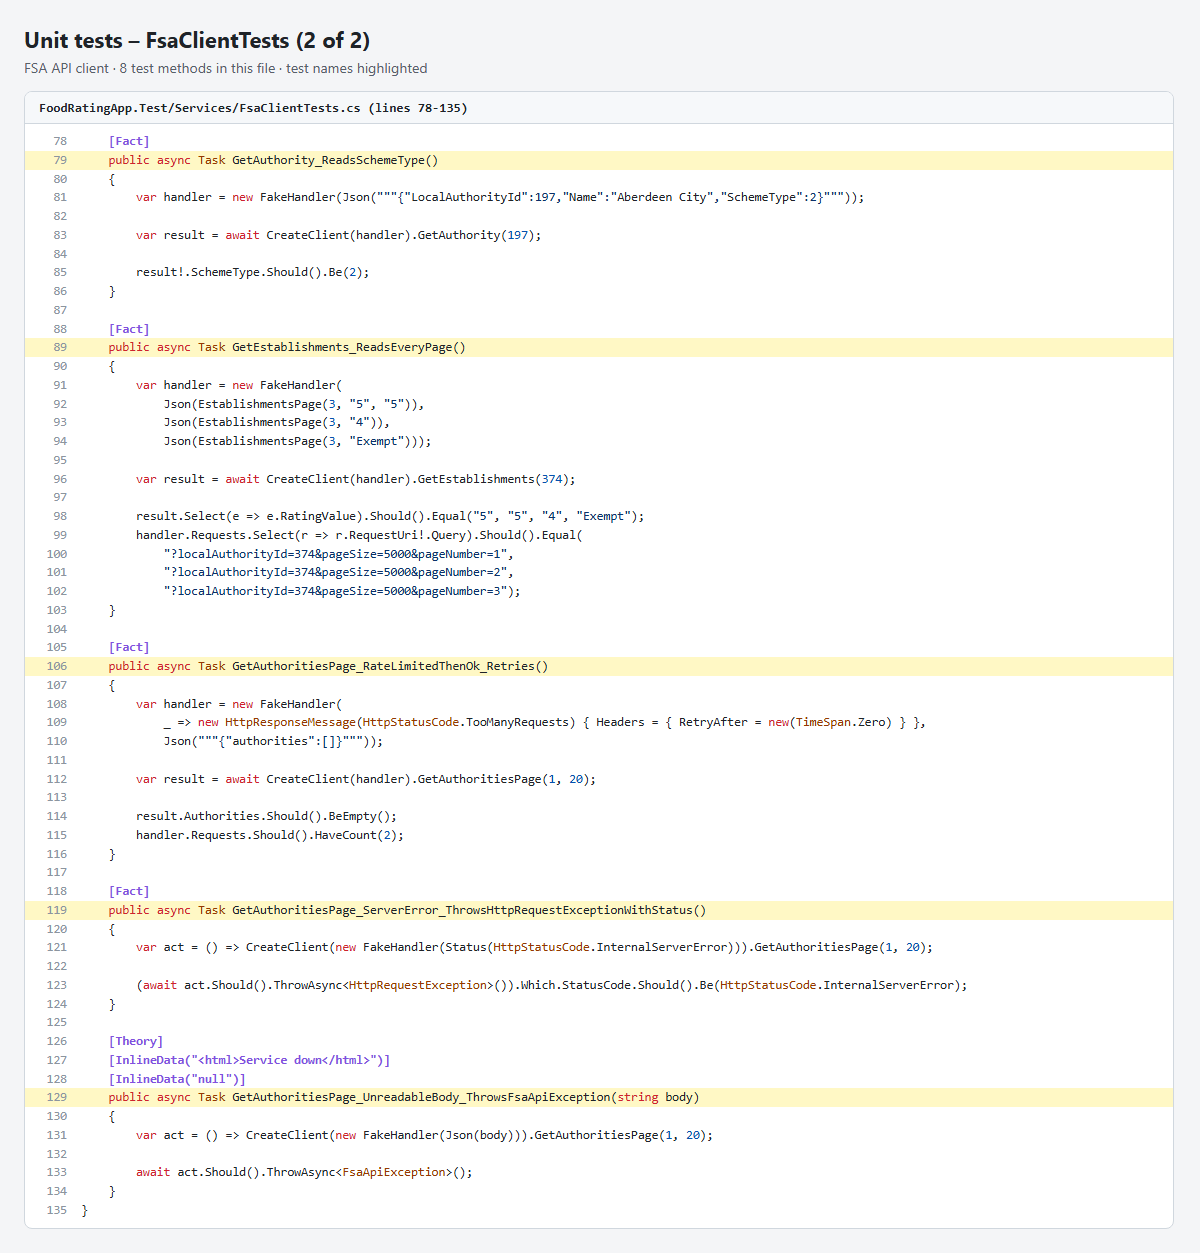 Unit tests – FsaClientTests (2 of 2)
FSA API client · 8 test methods in this file · test names highlighted
FoodRatingApp.Test/Services/FsaClientTests.cs (lines 78-135)
78     [Fact]
79     public async Task GetAuthority_ReadsSchemeType()
80     {
81         var handler = new FakeHandler(Json("""{"LocalAuthorityId":197,"Name":"Aberdeen City","SchemeType":2}"""));
82
83         var result = await CreateClient(handler).GetAuthority(197);
84
85         result!.SchemeType.Should().Be(2);
86     }
87
88     [Fact]
89     public async Task GetEstablishments_ReadsEveryPage()
90     {
91         var handler = new FakeHandler(
92             Json(EstablishmentsPage(3, "5", "5")),
93             Json(EstablishmentsPage(3, "4")),
94             Json(EstablishmentsPage(3, "Exempt")));
95
96         var result = await CreateClient(handler).GetEstablishments(374);
97
98         result.Select(e => e.RatingValue).Should().Equal("5", "5", "4", "Exempt");
99         handler.Requests.Select(r => r.RequestUri!.Query).Should().Equal(
100             "?localAuthorityId=374&pageSize=5000&pageNumber=1",
101             "?localAuthorityId=374&pageSize=5000&pageNumber=2",
102             "?localAuthorityId=374&pageSize=5000&pageNumber=3");
103     }
104
105     [Fact]
106     public async Task GetAuthoritiesPage_RateLimitedThenOk_Retries()
107     {
108         var handler = new FakeHandler(
109             _ => new HttpResponseMessage(HttpStatusCode.TooManyRequests) { Headers = { RetryAfter = new(TimeSpan.Zero) } },
110             Json("""{"authorities":[]}"""));
111
112         var result = await CreateClient(handler).GetAuthoritiesPage(1, 20);
113
114         result.Authorities.Should().BeEmpty();
115         handler.Requests.Should().HaveCount(2);
116     }
117
118     [Fact]
119     public async Task GetAuthoritiesPage_ServerError_ThrowsHttpRequestExceptionWithStatus()
120     {
121         var act = () => CreateClient(new FakeHandler(Status(HttpStatusCode.InternalServerError))).GetAuthoritiesPage(1, 20);
122
123         (await act.Should().ThrowAsync<HttpRequestException>()).Which.StatusCode.Should().Be(HttpStatusCode.InternalServerError);
124     }
125
126     [Theory]
127     [InlineData("<html>Service down</html>")]
128     [InlineData("null")]
129     public async Task GetAuthoritiesPage_UnreadableBody_ThrowsFsaApiException(string body)
130     {
131         var act = () => CreateClient(new FakeHandler(Json(body))).GetAuthoritiesPage(1, 20);
132
133         await act.Should().ThrowAsync<FsaApiException>();
134     }
135 }